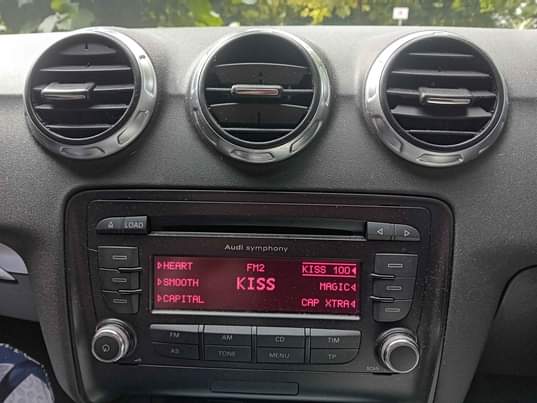 LOAD
Audi symphony
HEART FM2 KISS 100
SMOOTH KISS MAGIC
CAPITAL CAP XTRA
FM AM CD TIM
AS TONE MENU TP